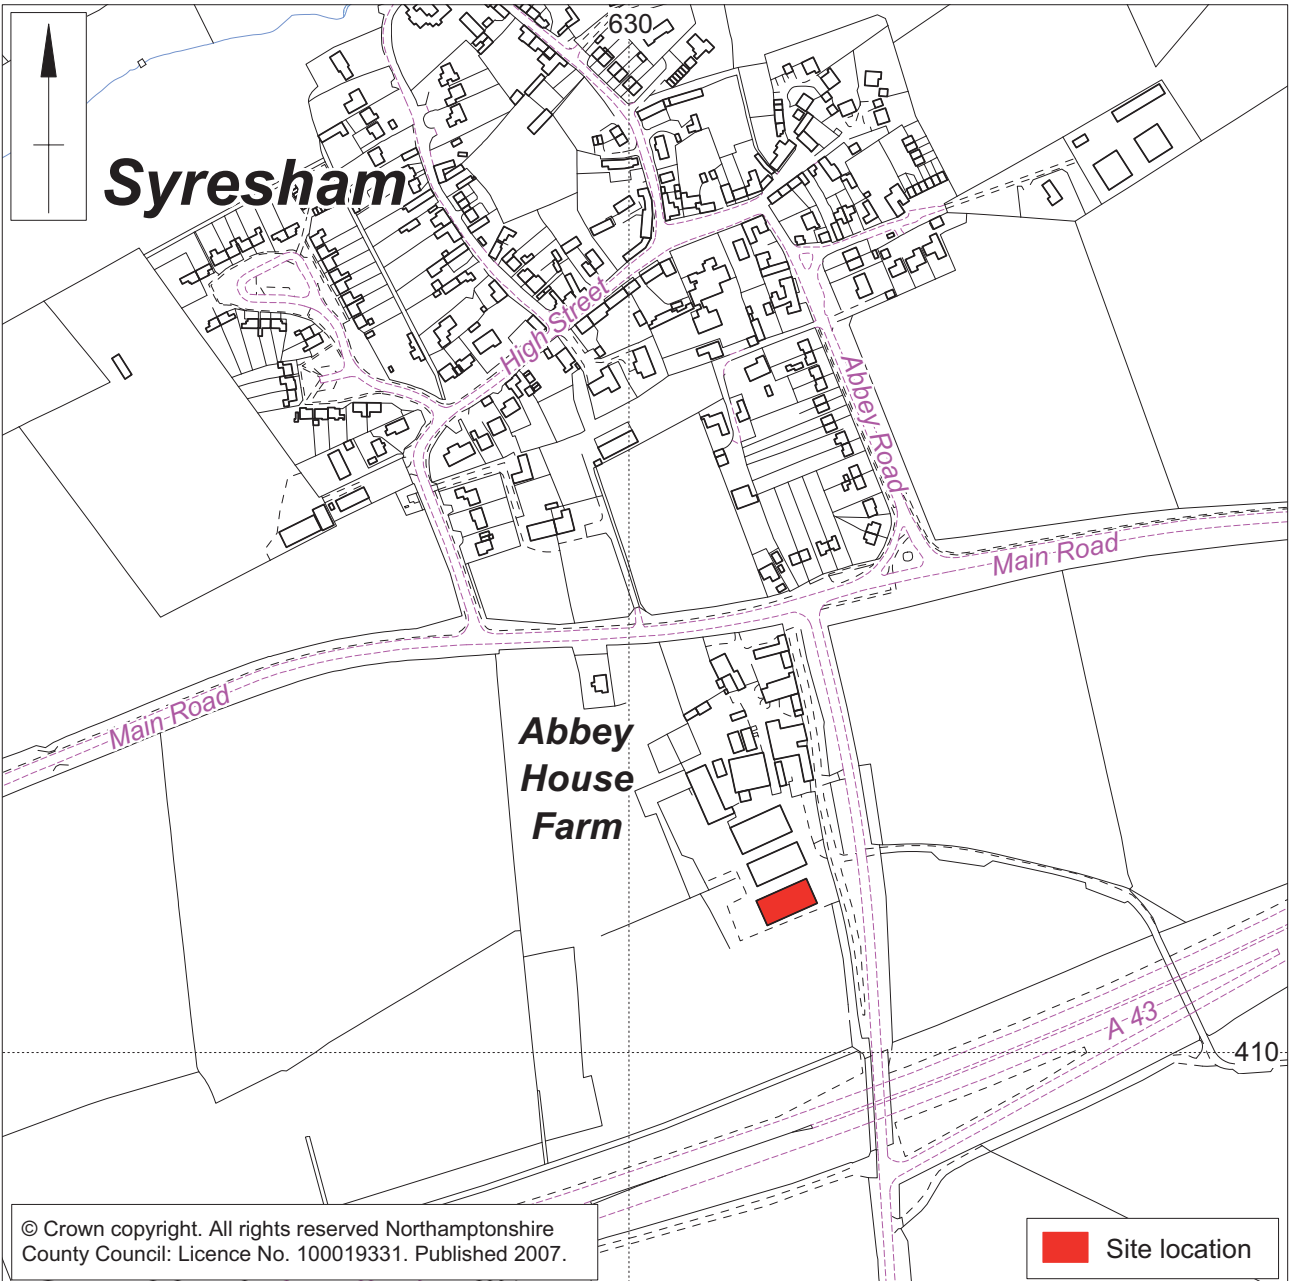 630
Syresham
High Street
Abbey Road
Main Road
Main Road
Abbey
House
Farm
A 43
410
© Crown copyright. All rights reserved Northamptonshire
County Council: Licence No. 100019331. Published 2007.
Site location